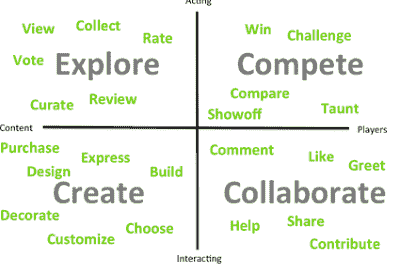 Acting
View
Collect
Rate
Vote
Explore
Curate
Review
Win
Challenge
Compete
Compare
Showoff
Taunt
Content
Players
Purchase
Express
Design
Build
Create
Decorate
Choose
Customize
Comment
Like
Greet
Collaborate
Help
Share
Contribute
Interacting